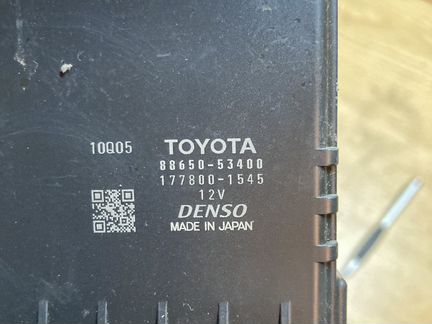 10Q05 TOYOTA
88650-53400
177800-1545
12V
DENSO
MADE IN JAPAN